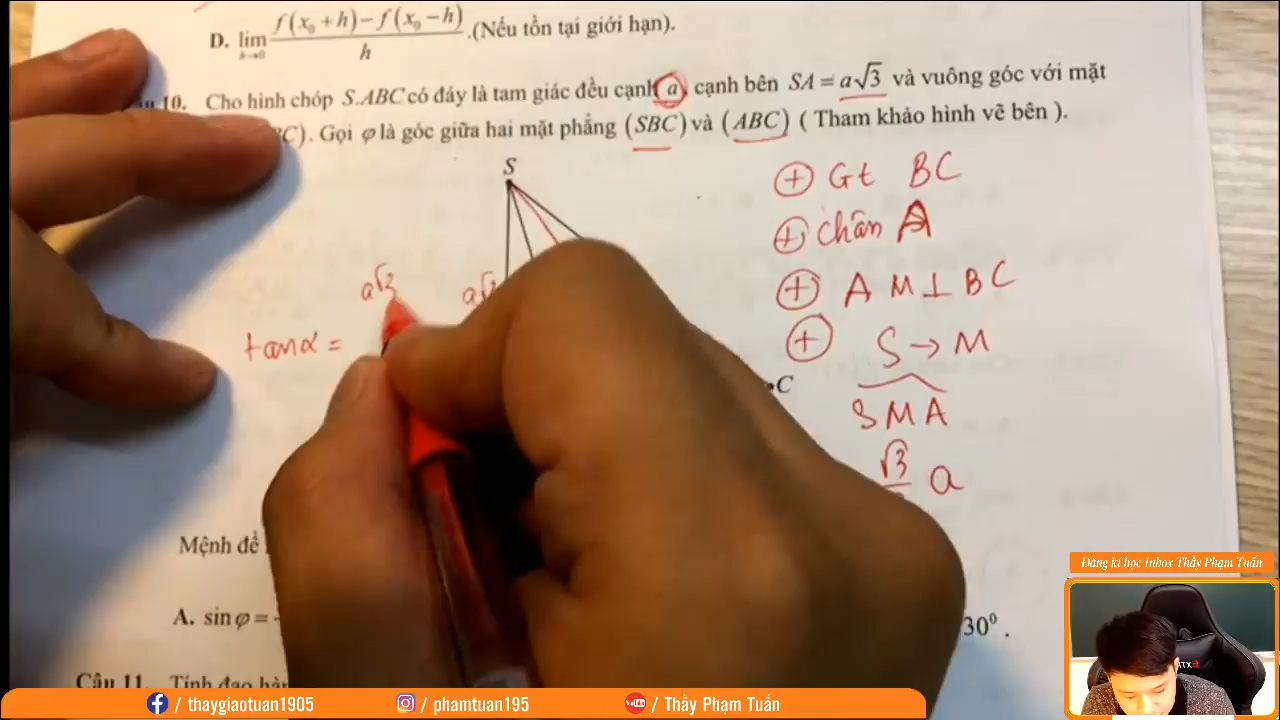 D. lim h→0 f(x₀+h)−f(x₀−h) / h .(Nếu tồn tại giới hạn).
10. Cho hình chóp S.ABC có đáy là tam giác đều cạnh a, cạnh bên SA = a√3 và vuông góc với mặt
C). Gọi φ là góc giữa hai mặt phẳng (SBC) và (ABC) ( Tham khảo hình vẽ bên ).
S
+ Gt BC
+ chân A
+ AM⊥BC
+ S→M
SMA
√3 a
a√3
tanα =
C
Mệnh đề
A. sin φ =
30⁰ .
Câu 11. Tính đạo hàm
Đăng kí học Inbox Thầy Phạm Tuấn
/ thaygiaotuan1905
/ phamtuan195
/ Thầy Phạm Tuấn